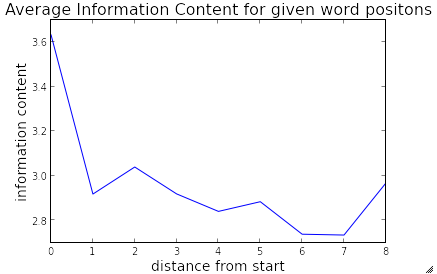 Average Information Content for given word positons
information content
3.6
3.4
3.2
3.0
2.8
0 1 2 3 4 5 6 7 8
distance from start